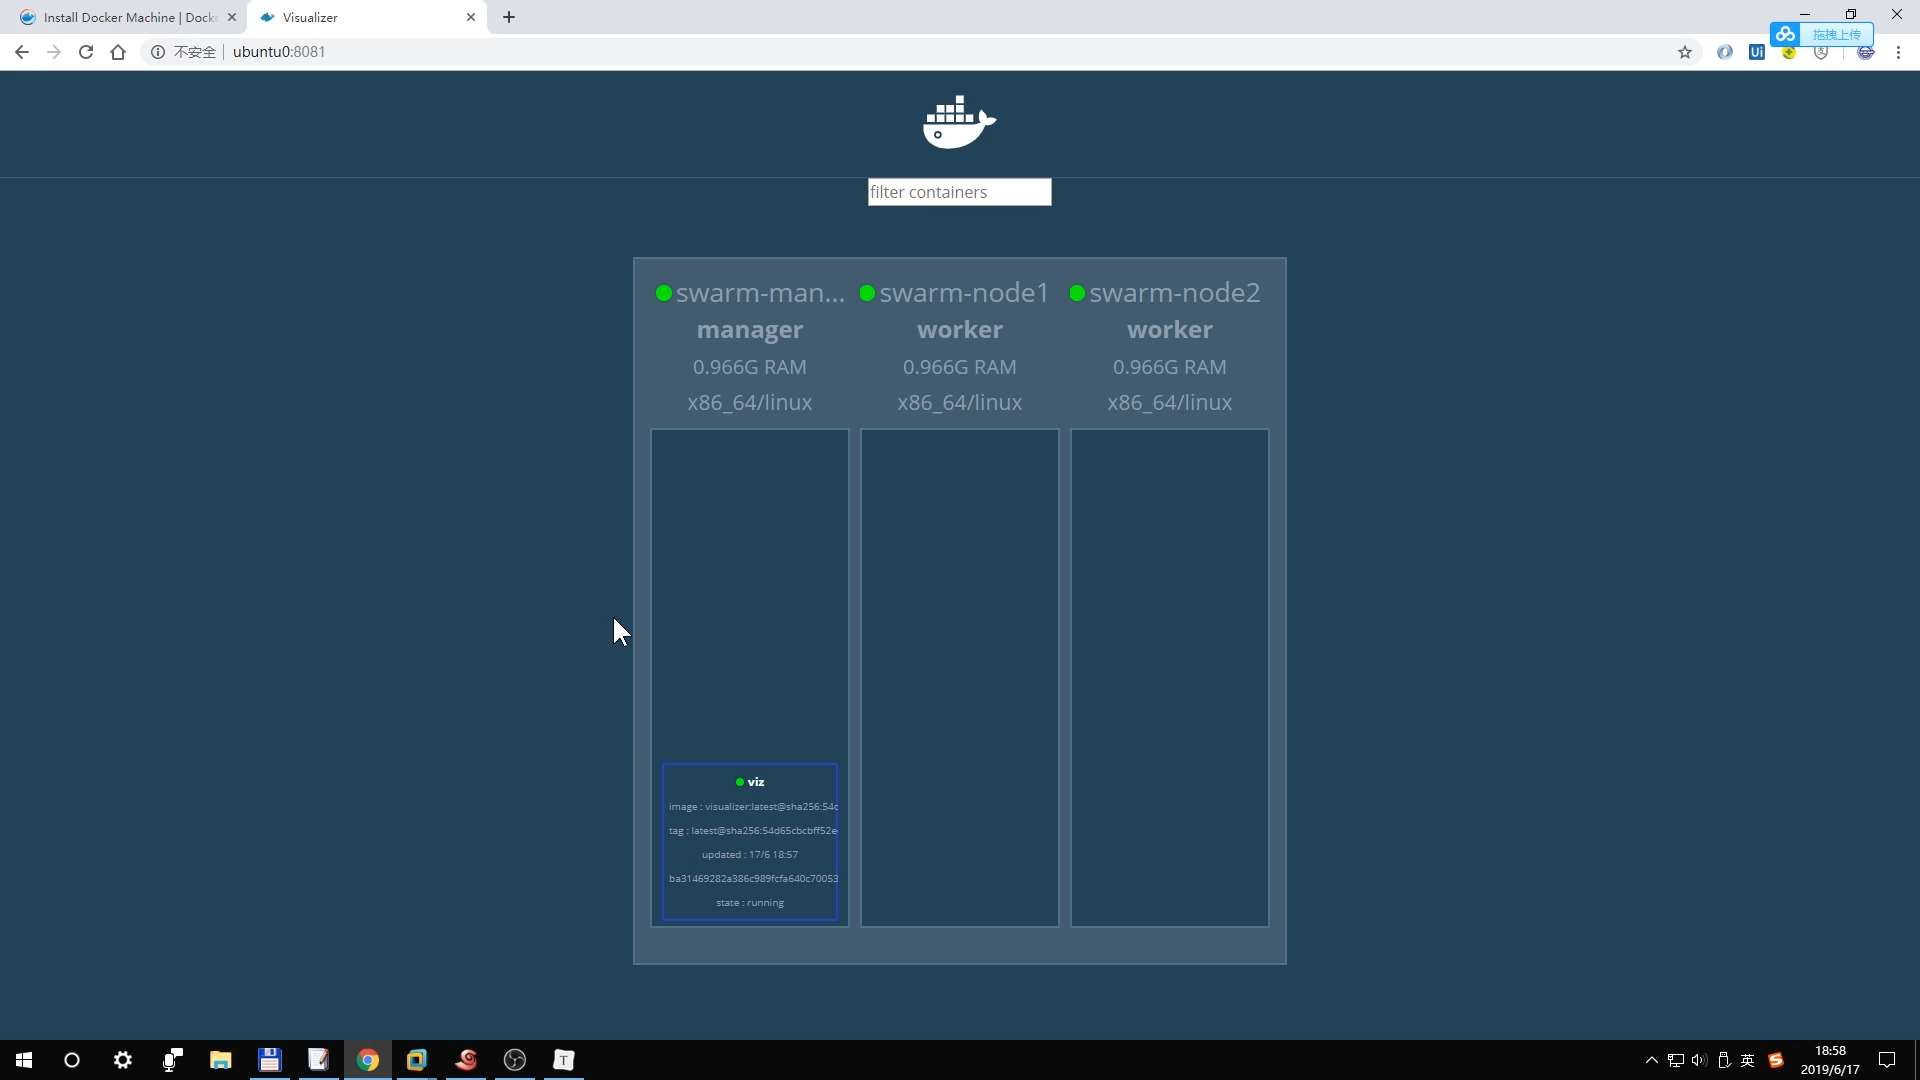 Install Docker Machine | Docke
Visualizer
不安全
ubuntu0:8081
拖拽上传
filter containers
swarm-man...
swarm-node1
swarm-node2
manager
worker
worker
0.966G RAM
0.966G RAM
0.966G RAM
x86_64/linux
x86_64/linux
x86_64/linux
viz
image : visualizer:latest@sha256:54d
tag : latest@sha256:54d65cbcbff52e
updated : 17/6 18:57
ba31469282a386c989fcfa640c70053
state : running
英
18:58
2019/6/17